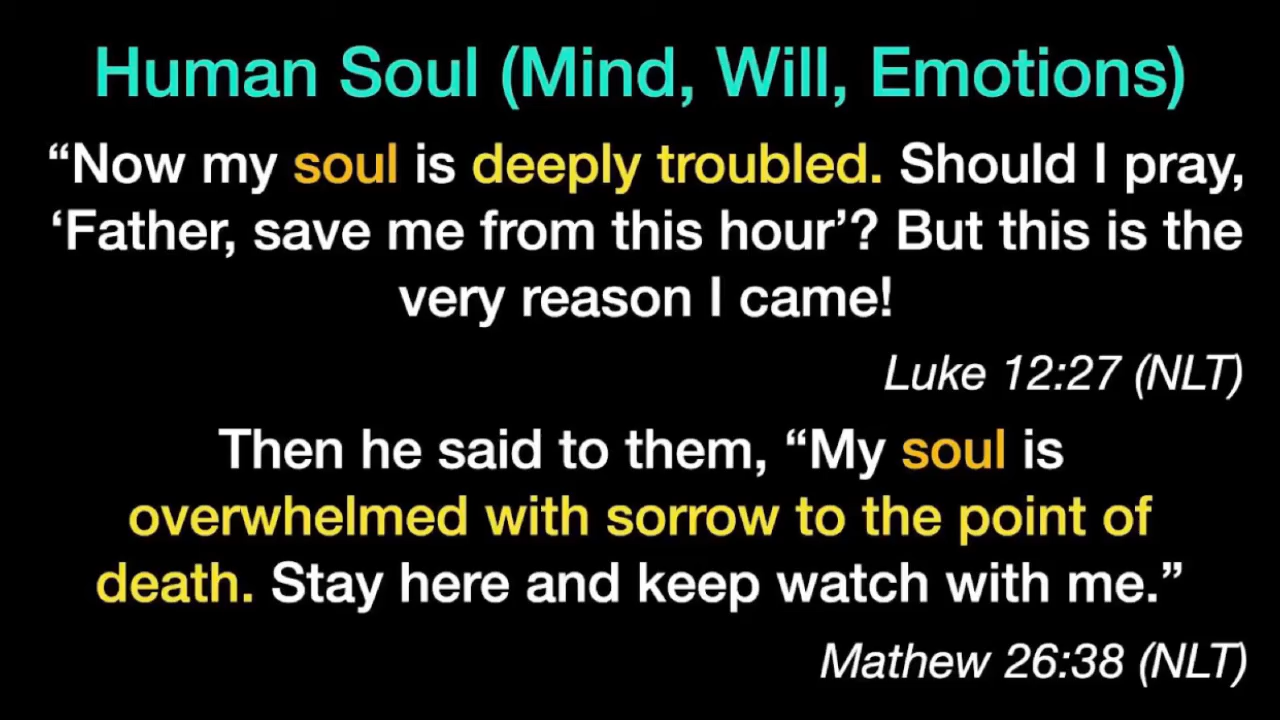 Human Soul (Mind, Will, Emotions)
“Now my soul is deeply troubled. Should I pray,
‘Father, save me from this hour’? But this is the
very reason I came!
Luke 12:27 (NLT)
Then he said to them, “My soul is
overwhelmed with sorrow to the point of
death. Stay here and keep watch with me.”
Mathew 26:38 (NLT)